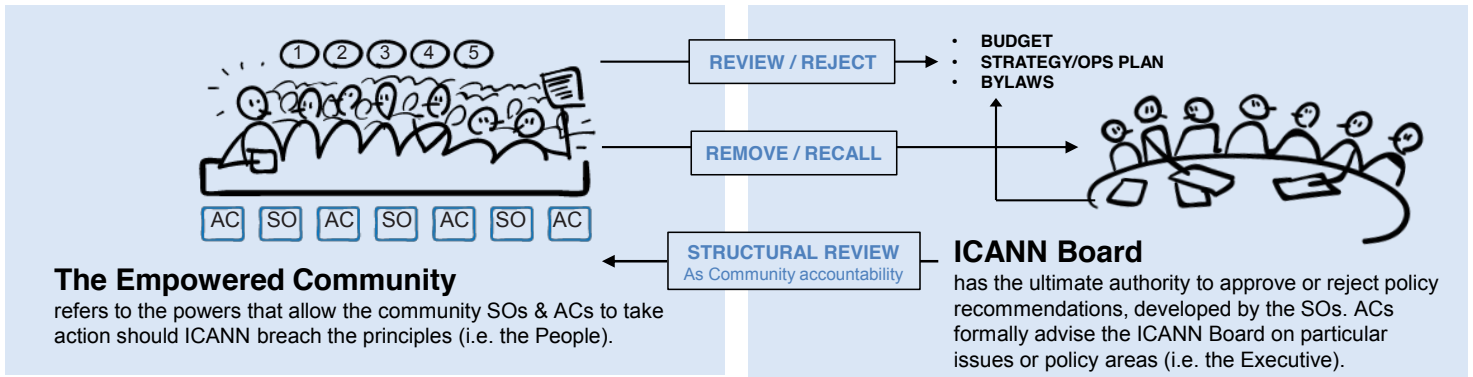 1 2 3 4 5
AC SO AC SO AC SO AC
The Empowered Community
refers to the powers that allow the community SOs & ACs to take
action should ICANN breach the principles (i.e. the People).
REVIEW / REJECT
REMOVE / RECALL
STRUCTURAL REVIEW
As Community accountability
• BUDGET
• STRATEGY/OPS PLAN
• BYLAWS
ICANN Board
has the ultimate authority to approve or reject policy
recommendations, developed by the SOs. ACs
formally advise the ICANN Board on particular
issues or policy areas (i.e. the Executive).